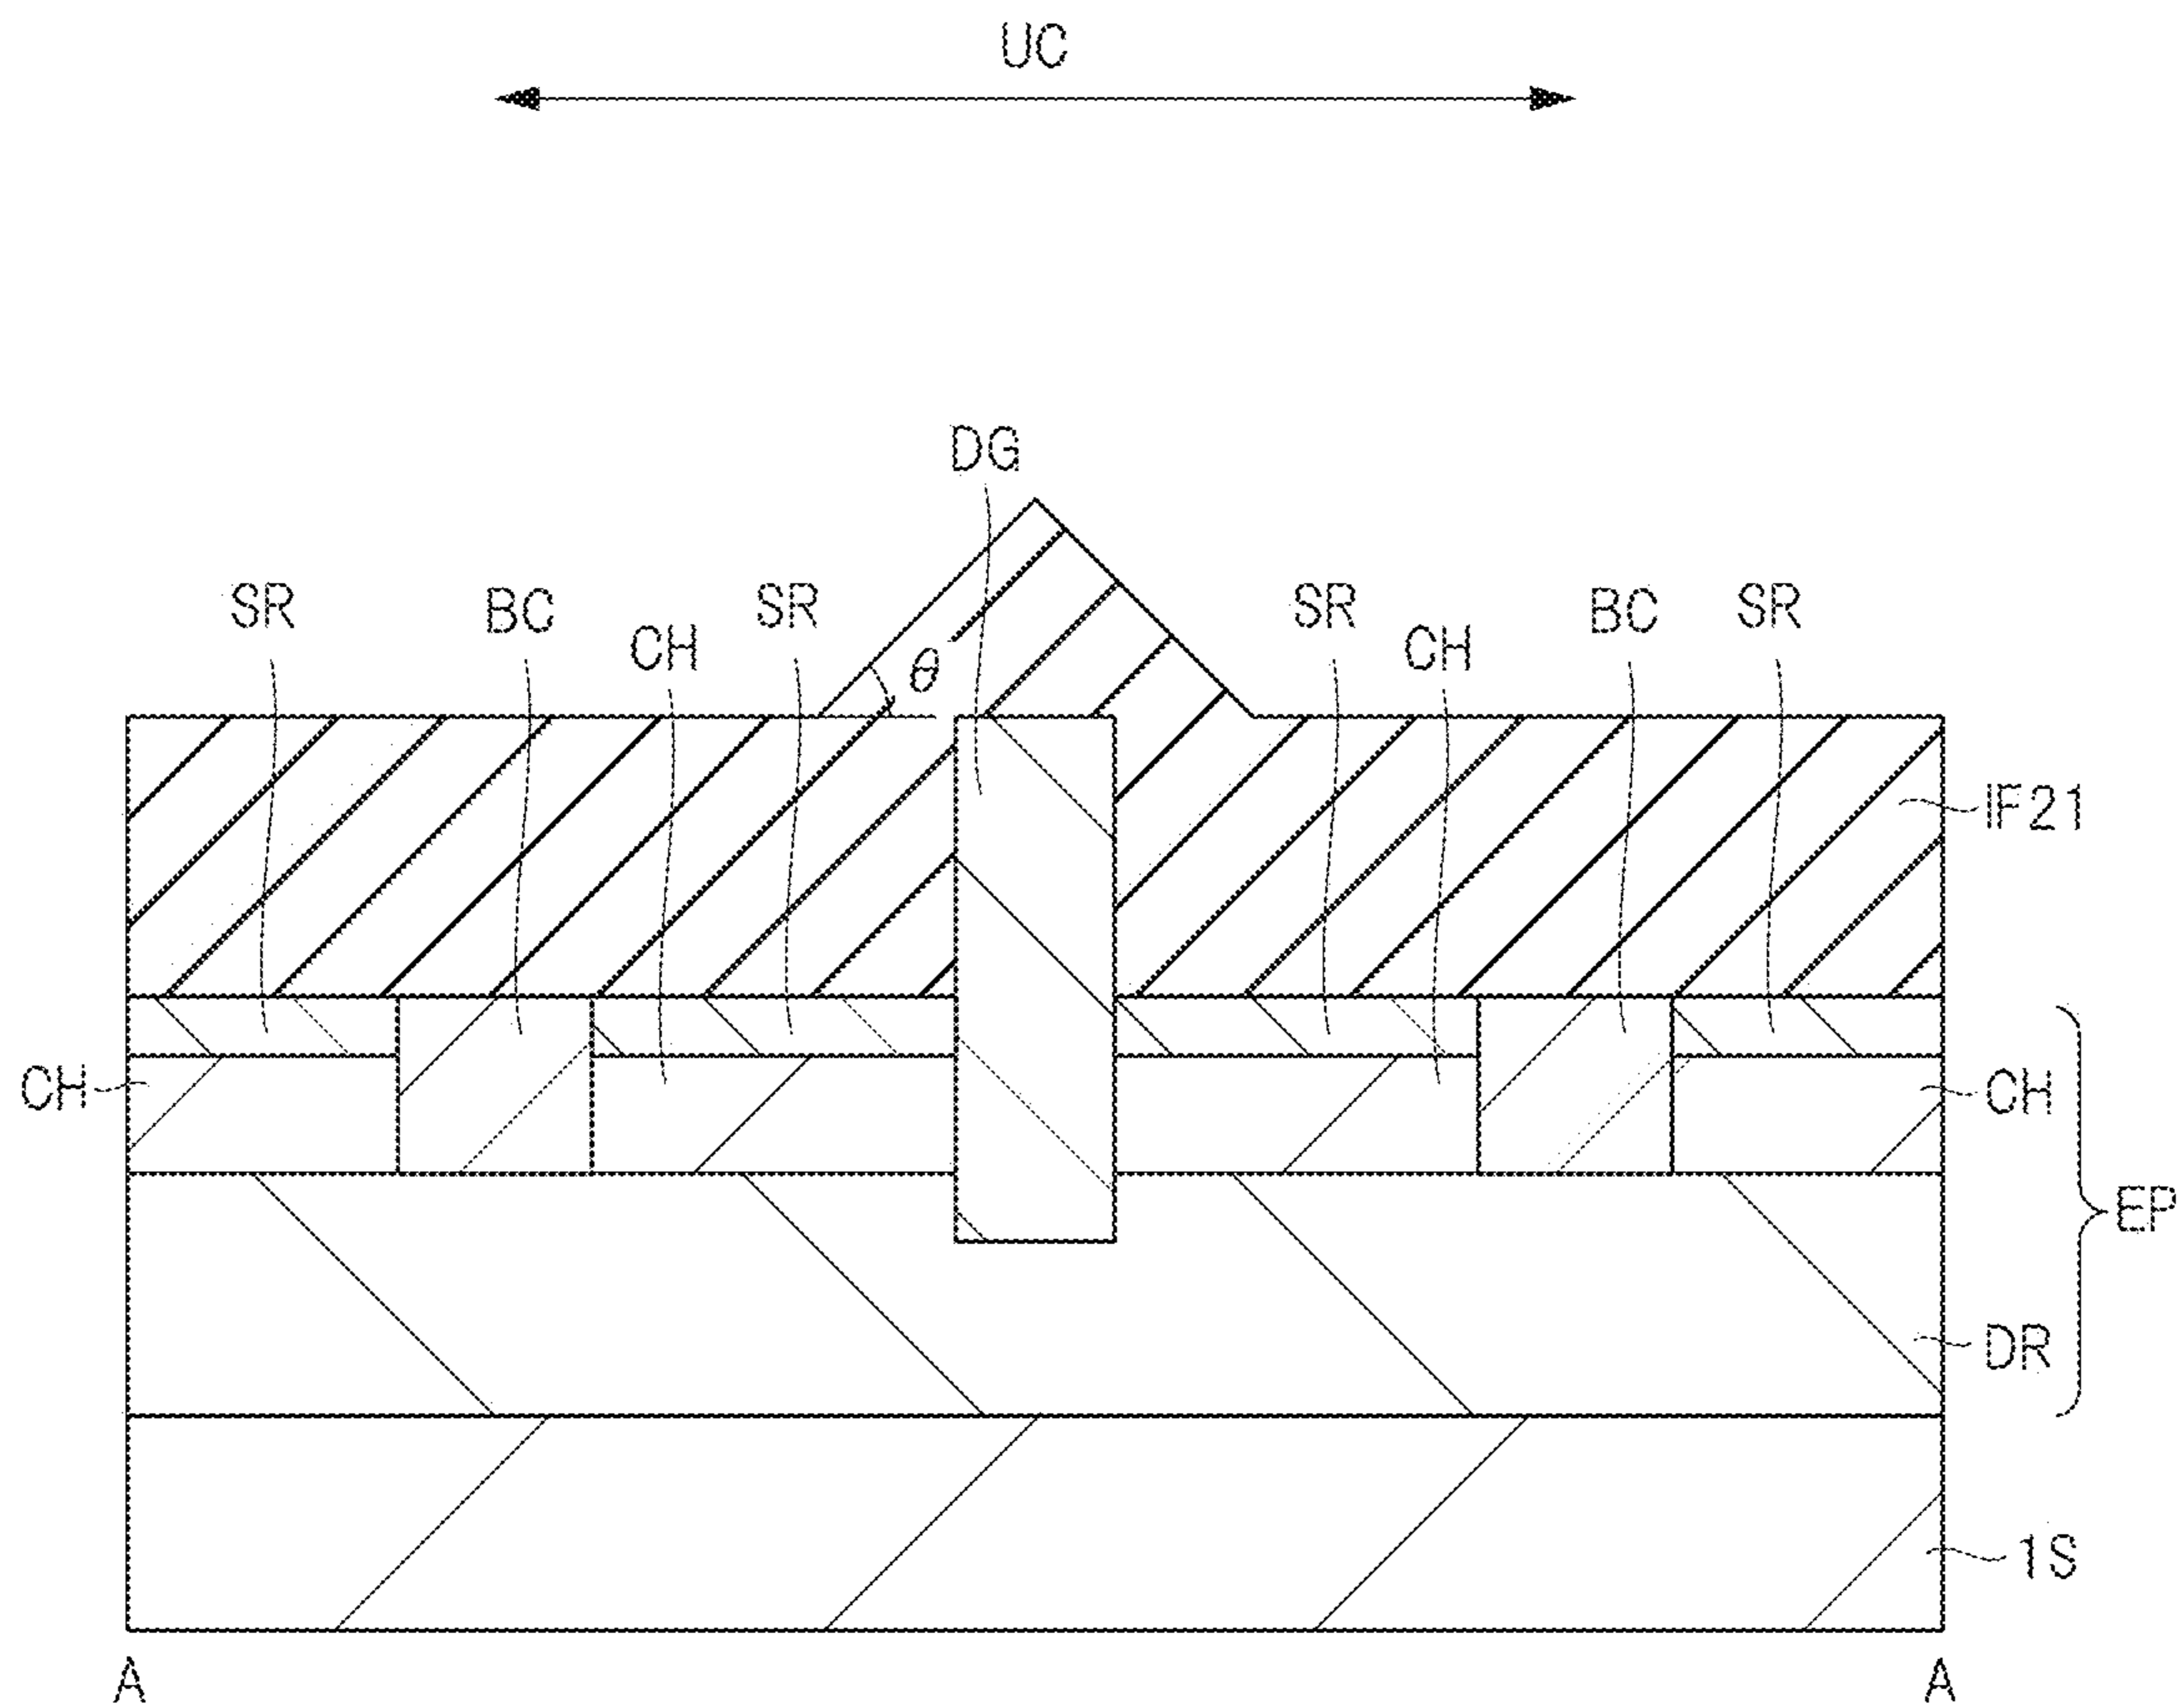 UC
DG
SR BC CH SR SR CH BC SR
θ
IF21
CH CH
EP
DR
1S
A A